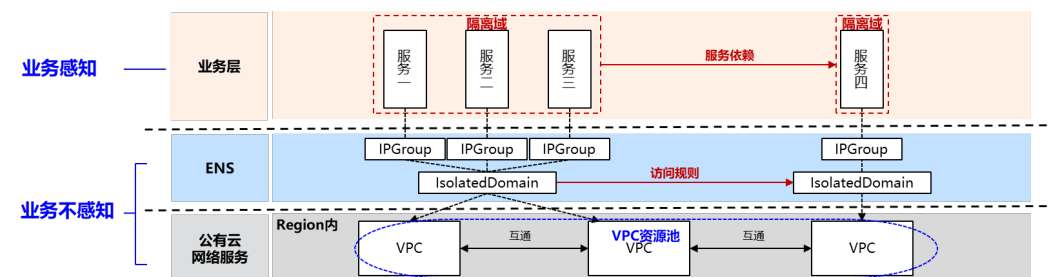 隔离域
隔离域
业务感知
业务层
服务一
服务二
服务三
服务依赖
服务四
IPGroup
IPGroup
IPGroup
IPGroup
ENS
访问规则
IsolatedDomain
IsolatedDomain
业务不感知
Region内
公有云
网络服务
VPC
互通
VPC资源池
VPC
互通
VPC